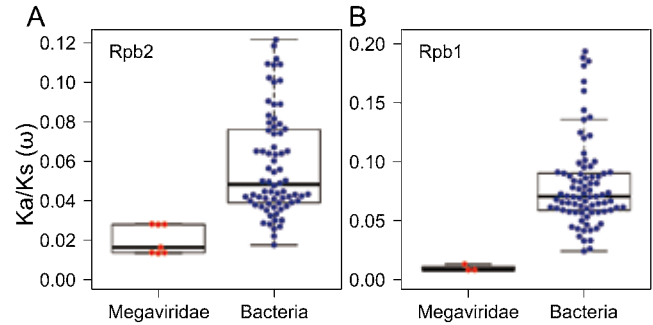 A
B
Rpb2
Rpb1
Ka/Ks (ω)
0.12
0.10
0.08
0.06
0.04
0.02
0.00
0.20
0.15
0.10
0.05
0.00
Megaviridae Bacteria
Megaviridae Bacteria